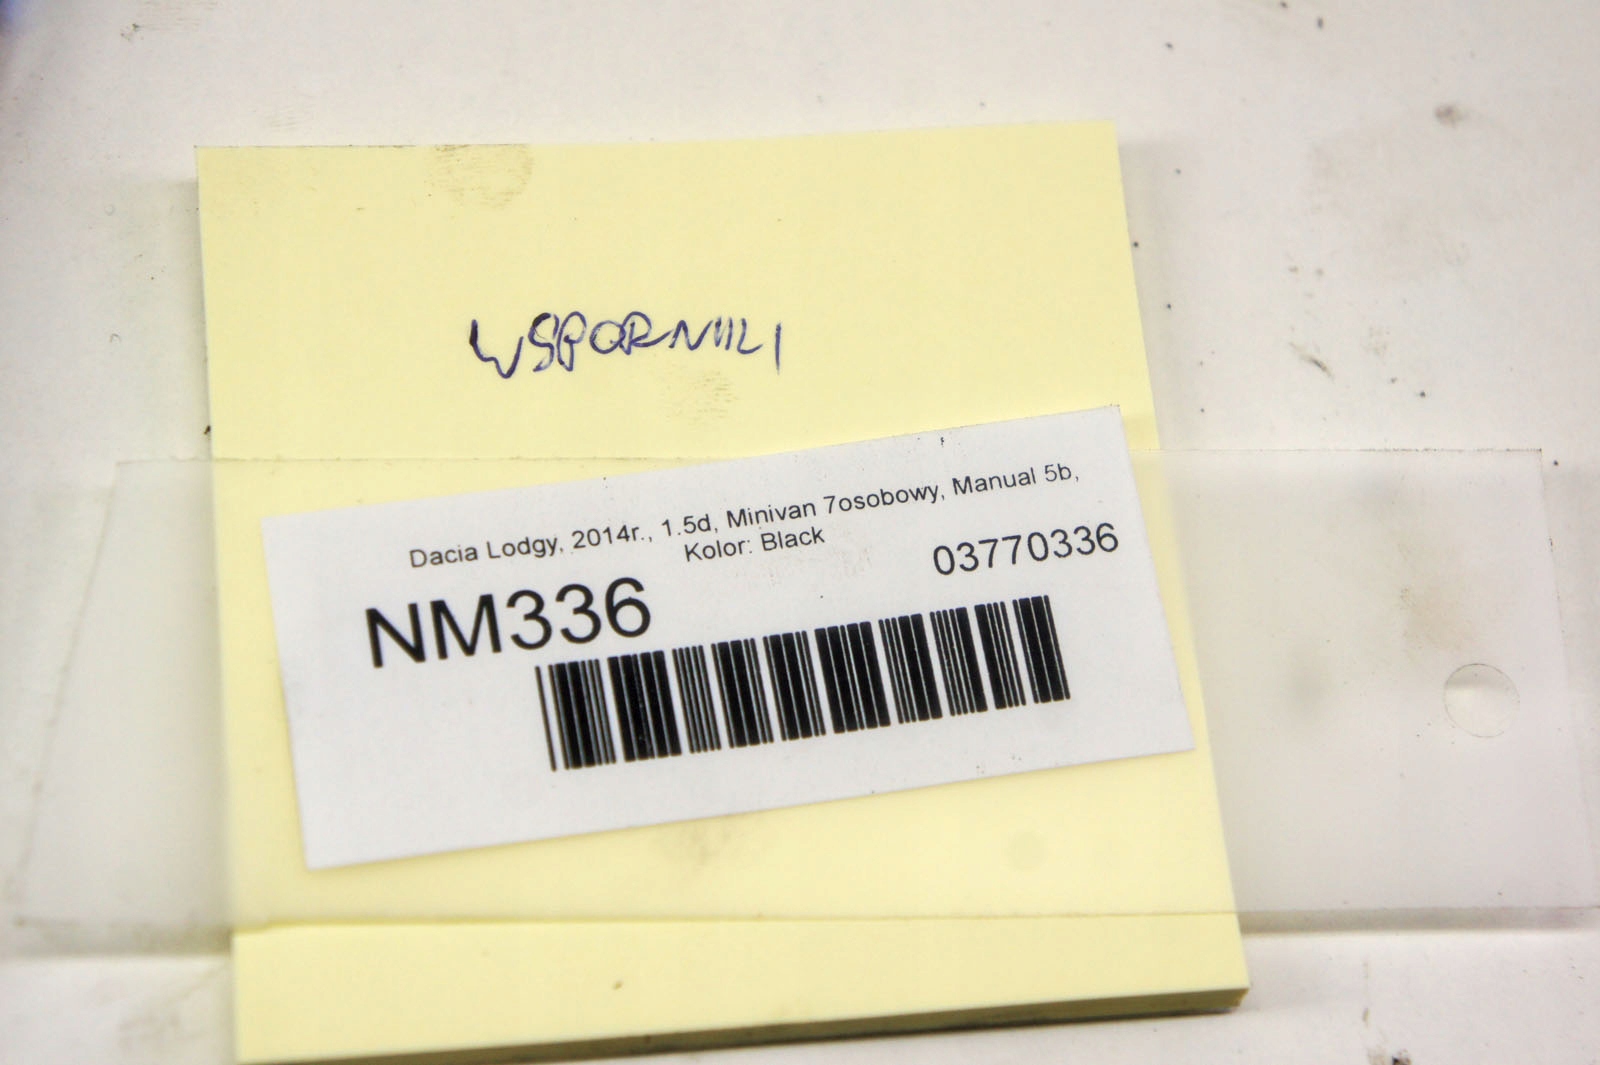 WSPORNIKI
Dacia Lodgy, 2014r., 1.5d, Minivan 7osobowy, Manual 5b,
Kolor: Black
03770336
NM336